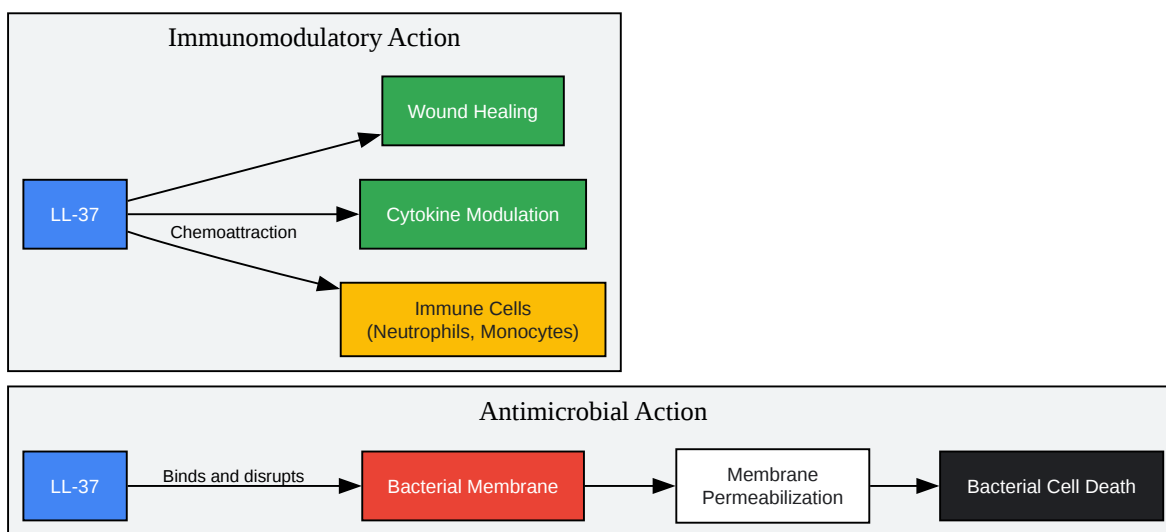 Immunomodulatory Action
Wound Healing
LL-37
Cytokine Modulation
Chemoattraction
Immune Cells
(Neutrophils, Monocytes)
Antimicrobial Action
LL-37
Binds and disrupts
Bacterial Membrane
Membrane
Permeabilization
Bacterial Cell Death